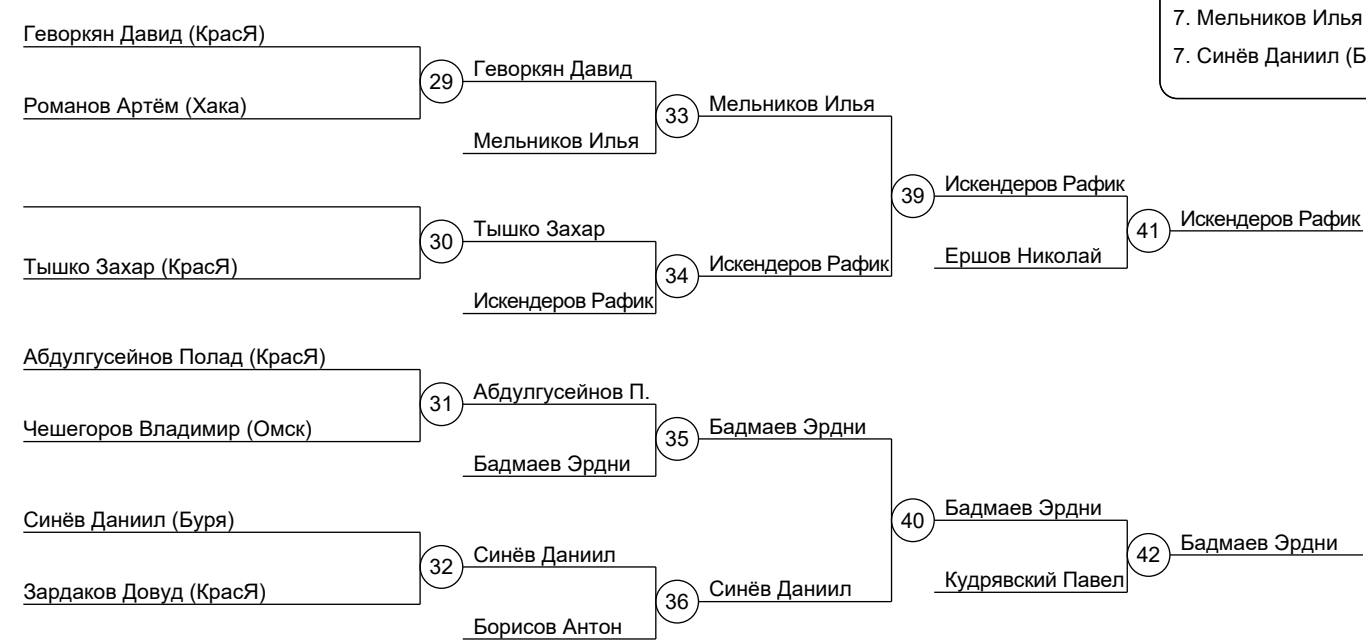 7. Мельников Илья
Геворкян Давид (КрасЯ)
7. Синёв Даниил (Б
29
Геворкян Давид
Романов Артём (Хака)
33
Мельников Илья
Мельников Илья
39
Искендеров Рафик
30
Тышко Захар
41
Искендеров Рафик
Тышко Захар (КрасЯ)
34
Искендеров Рафик
Ершов Николай
Искендеров Рафик
Абдулгусейнов Полад (КрасЯ)
31
Абдулгусейнов П.
Чешегоров Владимир (Омск)
35
Бадмаев Эрдни
Бадмаев Эрдни
Синёв Даниил (Буря)
40
Бадмаев Эрдни
32
Синёв Даниил
42
Бадмаев Эрдни
Зардаков Довуд (КрасЯ)
36
Синёв Даниил
Кудрявский Павел
Борисов Антон